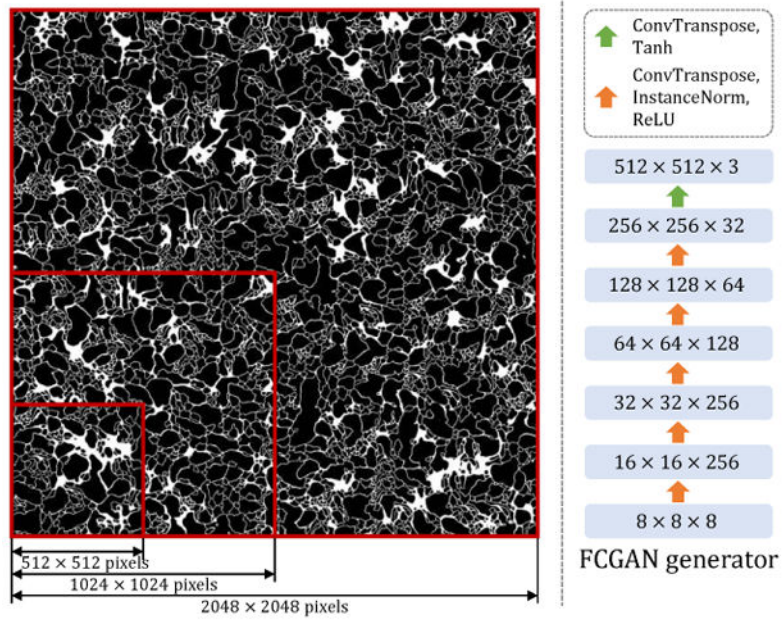 512 × 512 pixels
1024 × 1024 pixels
2048 × 2048 pixels
ConvTranspose,
Tanh
ConvTranspose,
InstanceNorm,
ReLU
512 × 512 × 3
256 × 256 × 32
128 × 128 × 64
64 × 64 × 128
32 × 32 × 256
16 × 16 × 256
8 × 8 × 8
FCGAN generator